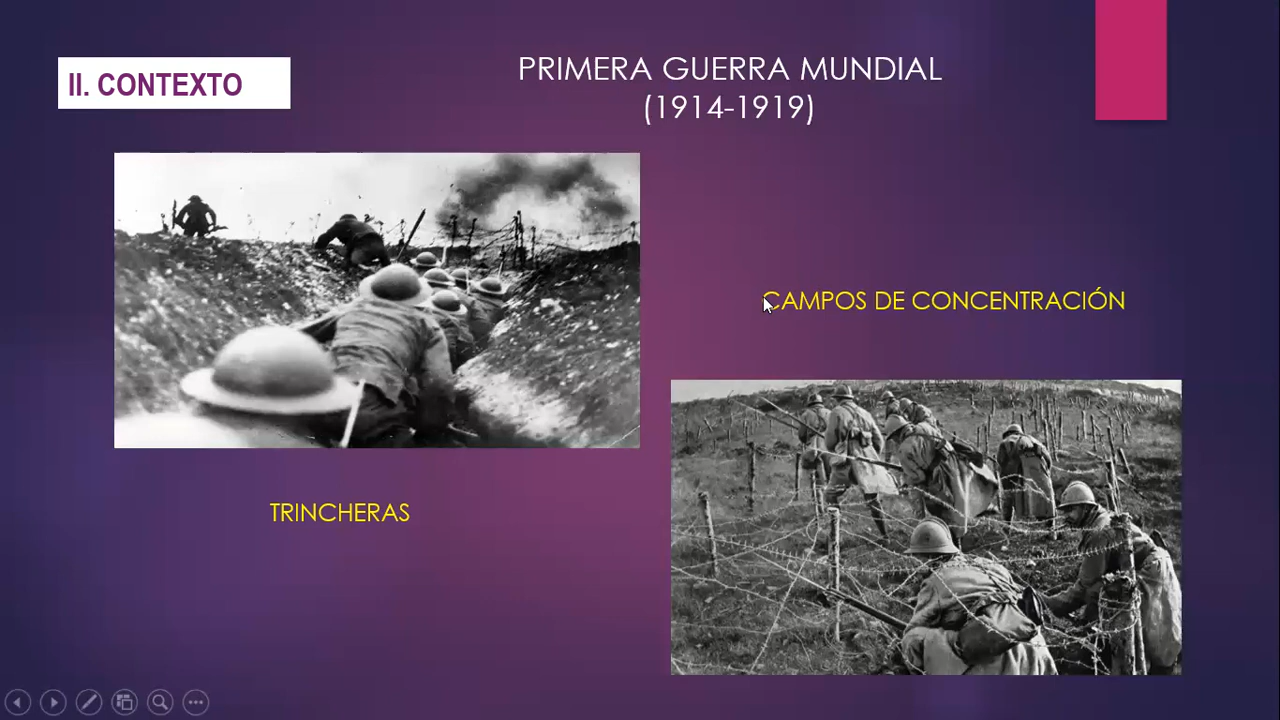 II. CONTEXTO
PRIMERA GUERRA MUNDIAL
(1914-1919)
CAMPOS DE CONCENTRACIÓN
TRINCHERAS